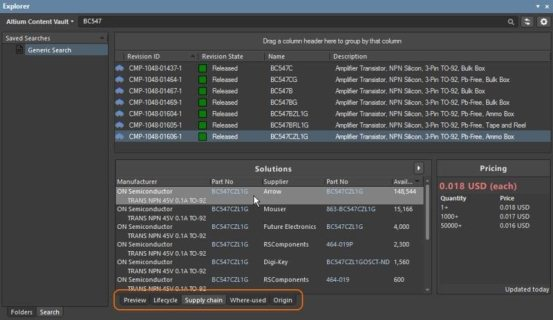 Explorer
Altium Content Vault
BC547
Saved Searches
Generic Search
Drag a column header here to group by that column
Revision ID Revision State Name Description
CMP-1048-01437-1 Released BC547C Amplifier Transistor, NPN Silicon, 3-Pin TO-92, Bulk Box
CMP-1048-01464-1 Released BC547CG Amplifier Transistor, NPN Silicon, 3-Pin TO-92, Pb-Free, Bulk Box
CMP-1048-01467-1 Released BC547B Amplifier Transistor, NPN Silicon, 3-Pin TO-92, Bulk Box
CMP-1048-01469-1 Released BC547BG Amplifier Transistor, NPN Silicon, 3-Pin TO-92, Pb-Free, Bulk Box
CMP-1048-01604-1 Released BC547BZL1G Amplifier Transistor, NPN Silicon, 3-Pin TO-92, Pb-Free, Ammo Box
CMP-1048-01605-1 Released BC547BRL1G Amplifier Transistor, NPN Silicon, 3-Pin TO-92, Pb-Free, Tape and Reel
CMP-1048-01606-1 Released BC547CZL1G Amplifier Transistor, NPN Silicon, 3-Pin TO-92, Pb-Free, Ammo Box
Solutions
Manufacturer Part No Supplier Part No Avail...
ON Semiconductor BC547CZL1G Arrow BC547CZL1G 148,544
TRANS NPN 45V 0.1A TO-92
ON Semiconductor BC547CZL1G Mouser 863-BC547CZL1G 15,166
TRANS NPN 45V 0.1A TO-92
ON Semiconductor BC547CZL1G Future Electronics BC547CZL1G 4,000
TRANS NPN 45V 0.1A TO-92
ON Semiconductor BC547CZL1G RSComponents 464-019P 2,300
TRANS NPN 45V 0.1A TO-92
ON Semiconductor BC547CZL1G Digi-Key BC547CZL1GOSCT-ND 1,560
TRANS NPN 45V 0.1A TO-92
ON Semiconductor BC547CZL1G RSComponents 464-019 600
TRANS NPN 45V 0.1A TO-92
Pricing
0.018 USD (each)
Quantity Price
1+ 0.018 USD
1000+ 0.017 USD
50000+ 0.016 USD
Updated today
Preview Lifecycle Supply chain Where-used Origin
Folders Search